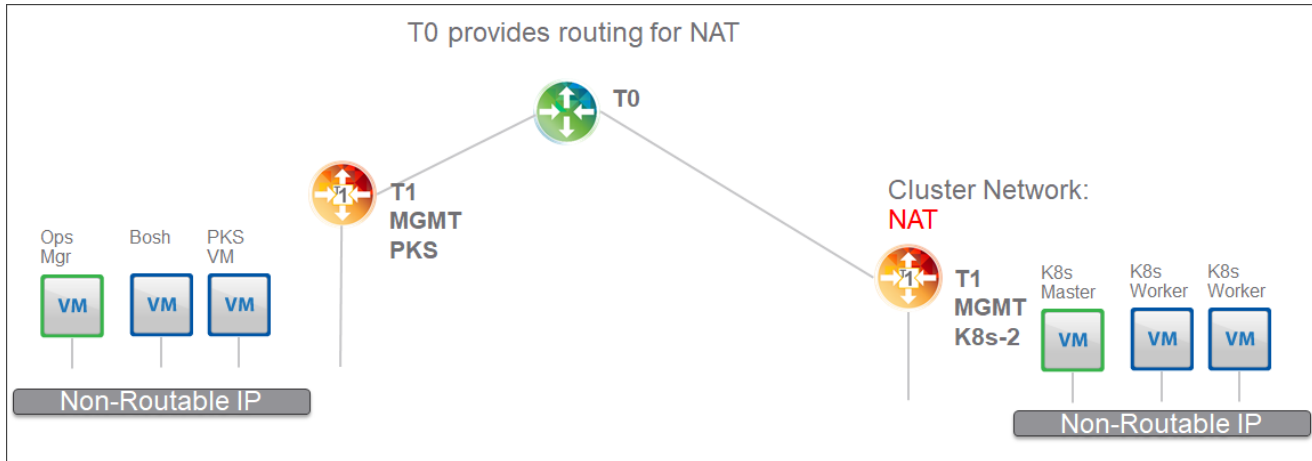 T0 provides routing for NAT
T0
T1
T1
MGMT
PKS
Ops
Mgr
Bosh
PKS
VM
VM
VM
VM
Non-Routable IP
Cluster Network:
NAT
T1
T1
MGMT
K8s-2
K8s
Master
K8s
Worker
K8s
Worker
VM
VM
VM
Non-Routable IP